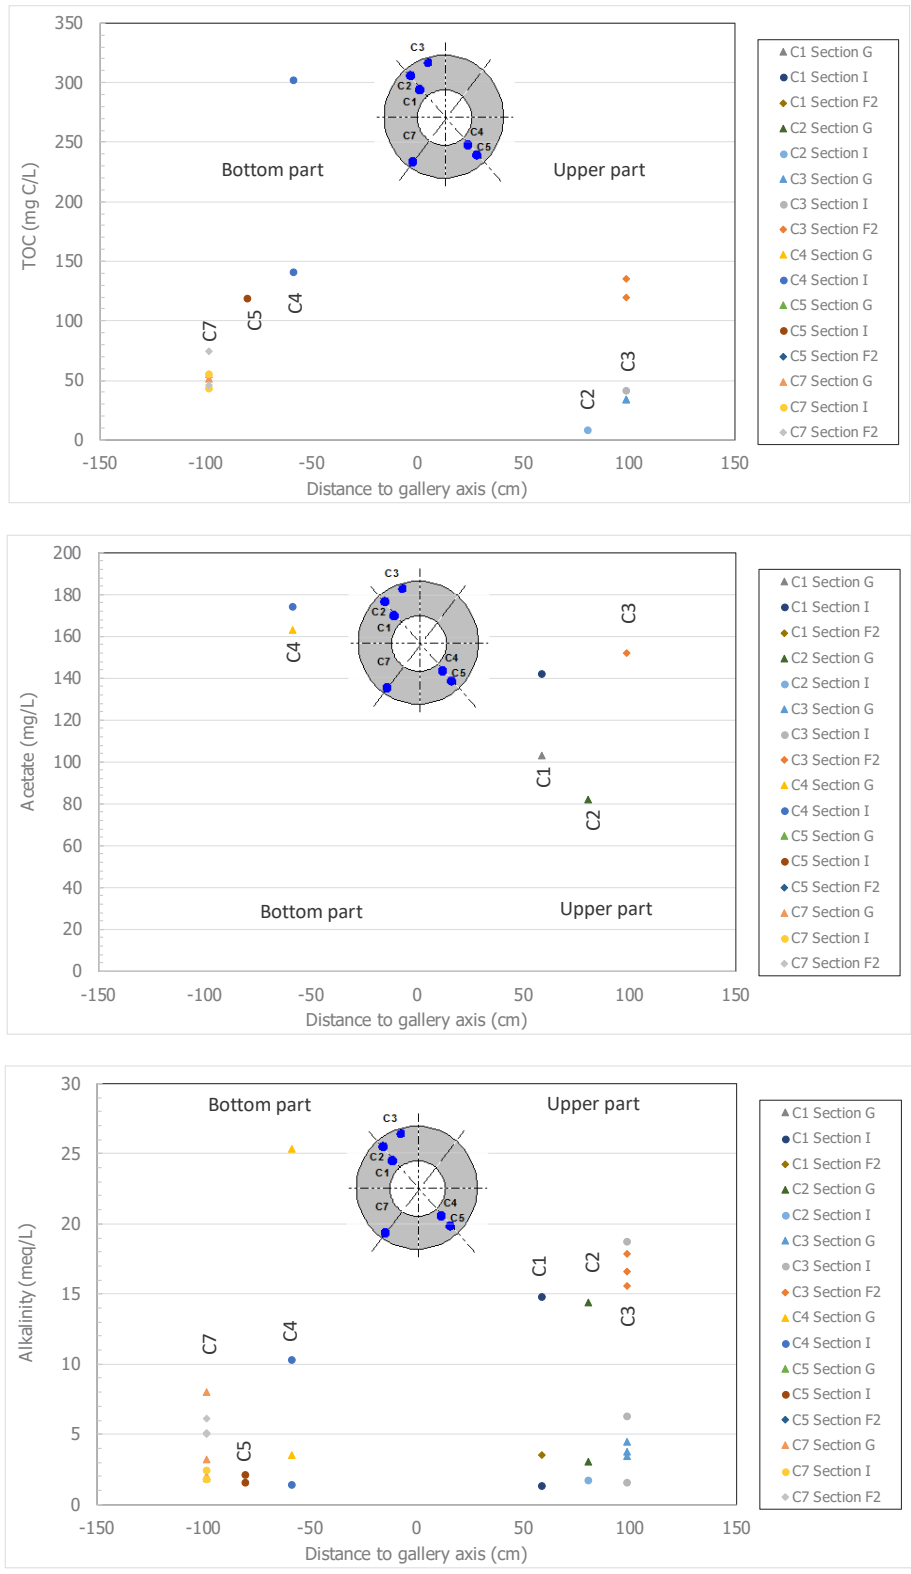 350
300
250
200
150
100
50
0
-150
-100
-50
0
50
100
150
TOC (mg C/L)
Distance to gallery axis (cm)
Bottom part
Upper part
C3
C2
C1
C7
C4
C5
C7
C5
C4
C2
C3
C1 Section G
C1 Section I
C1 Section F2
C2 Section G
C2 Section I
C3 Section G
C3 Section I
C3 Section F2
C4 Section G
C4 Section I
C5 Section G
C5 Section I
C5 Section F2
C7 Section G
C7 Section I
C7 Section F2
200
180
160
140
120
100
80
60
40
20
0
-150
-100
-50
0
50
100
150
Acetate (mg/L)
Distance to gallery axis (cm)
C3
C2
C1
C7
C4
C5
C4
C1
C2
C3
Bottom part
Upper part
C1 Section G
C1 Section I
C1 Section F2
C2 Section G
C2 Section I
C3 Section G
C3 Section I
C3 Section F2
C4 Section G
C4 Section I
C5 Section G
C5 Section I
C5 Section F2
C7 Section G
C7 Section I
C7 Section F2
30
25
20
15
10
5
0
-150
-100
-50
0
50
100
150
Alkalinity (meq/L)
Distance to gallery axis (cm)
Bottom part
Upper part
C3
C2
C1
C7
C4
C5
C7
C5
C4
C1
C2
C3
C1 Section G
C1 Section I
C1 Section F2
C2 Section G
C2 Section I
C3 Section G
C3 Section I
C3 Section F2
C4 Section G
C4 Section I
C5 Section G
C5 Section I
C5 Section F2
C7 Section G
C7 Section I
C7 Section F2